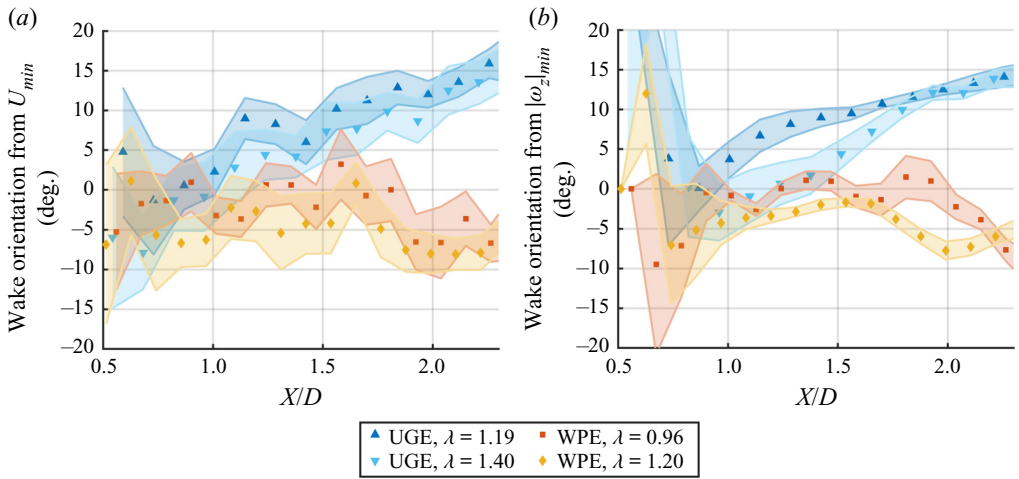 (a)
(b)
Wake orientation from U_min
(deg.)
20
15
10
5
0
−5
−10
−15
−20
0.5 1.0 1.5 2.0
X/D
Wake orientation from |ω_z|_min
(deg.)
20
15
10
5
0
−5
−10
−15
−20
0.5 1.0 1.5 2.0
X/D
UGE, λ = 1.19 WPE, λ = 0.96
UGE, λ = 1.40 WPE, λ = 1.20